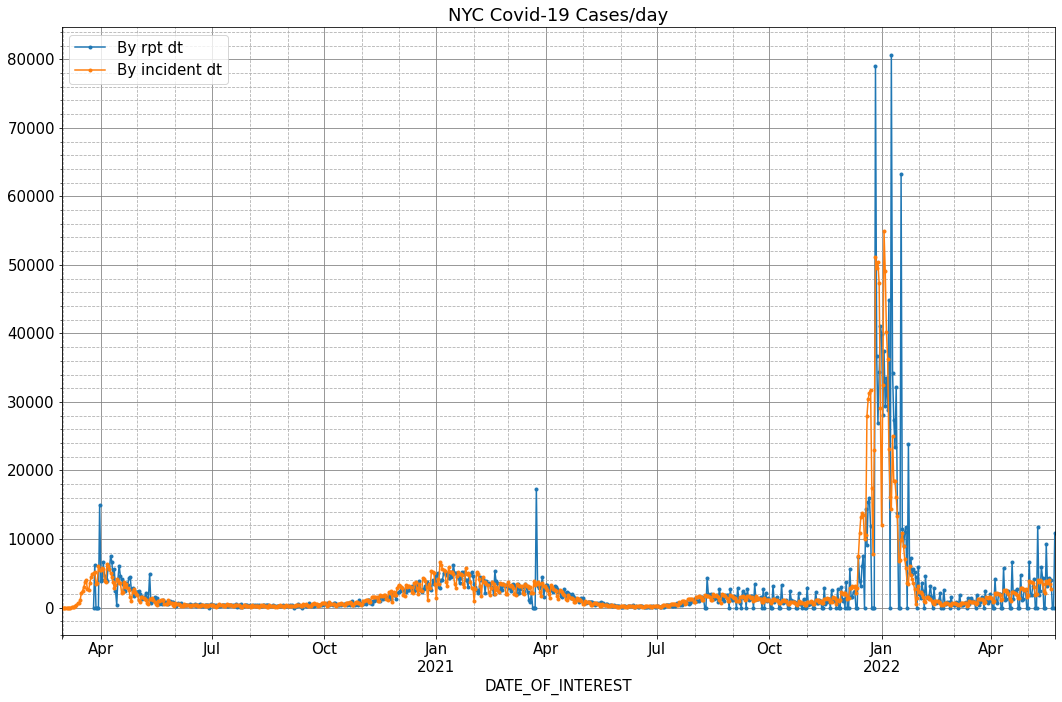 NYC Covid-19 Cases/day
By rpt dt
By incident dt
80000
70000
60000
50000
40000
30000
20000
10000
0
Apr Jul Oct Jan Apr Jul Oct Jan Apr
2021 2022
DATE_OF_INTEREST